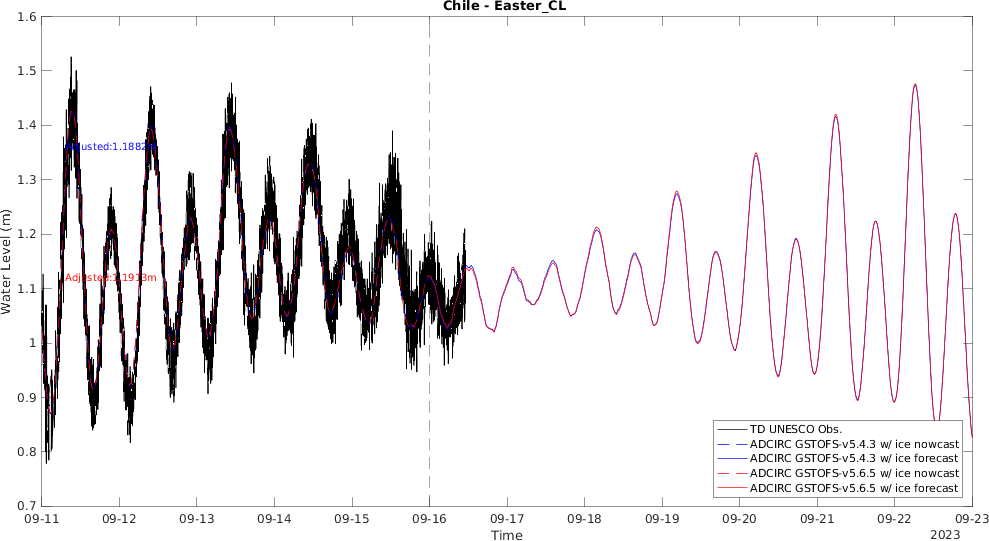 Chile - Easter_CL
Water Level (m)
1.6
1.5
1.4
1.3
1.2
1.1
1
0.9
0.8
0.7
Adjusted:1.1882m
Adjusted:1.1913m
TD UNESCO Obs.
ADCIRC GSTOFS-v5.4.3 w/ ice nowcast
ADCIRC GSTOFS-v5.4.3 w/ ice forecast
ADCIRC GSTOFS-v5.6.5 w/ ice nowcast
ADCIRC GSTOFS-v5.6.5 w/ ice forecast
09-11 09-12 09-13 09-14 09-15 09-16 09-17 09-18 09-19 09-20 09-21 09-22 09-23
Time
2023